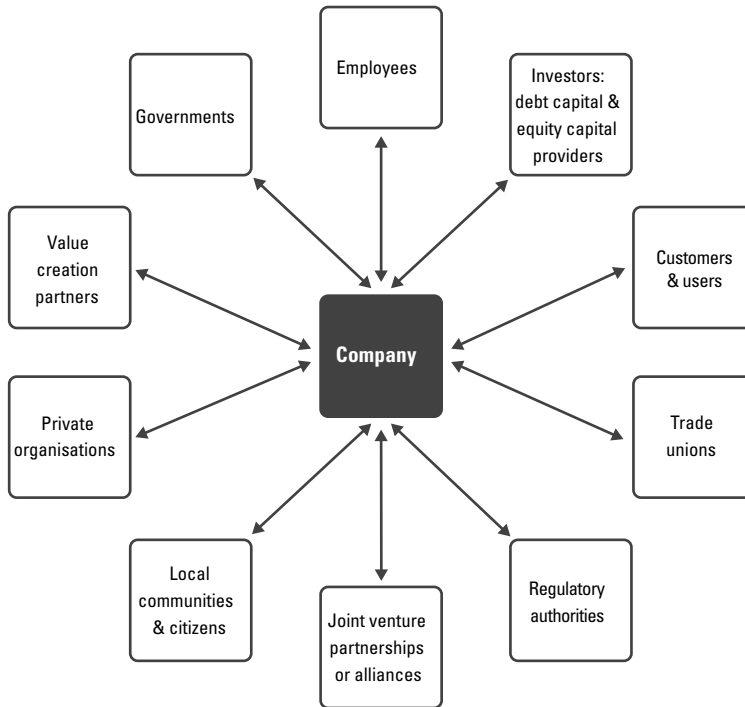 Employees
Investors:
debt capital &
equity capital
providers
Governments
Value
creation
partners
Customers
& users
Company
Private
organisations
Trade
unions
Local
communities
& citizens
Joint venture
partnerships
or alliances
Regulatory
authorities